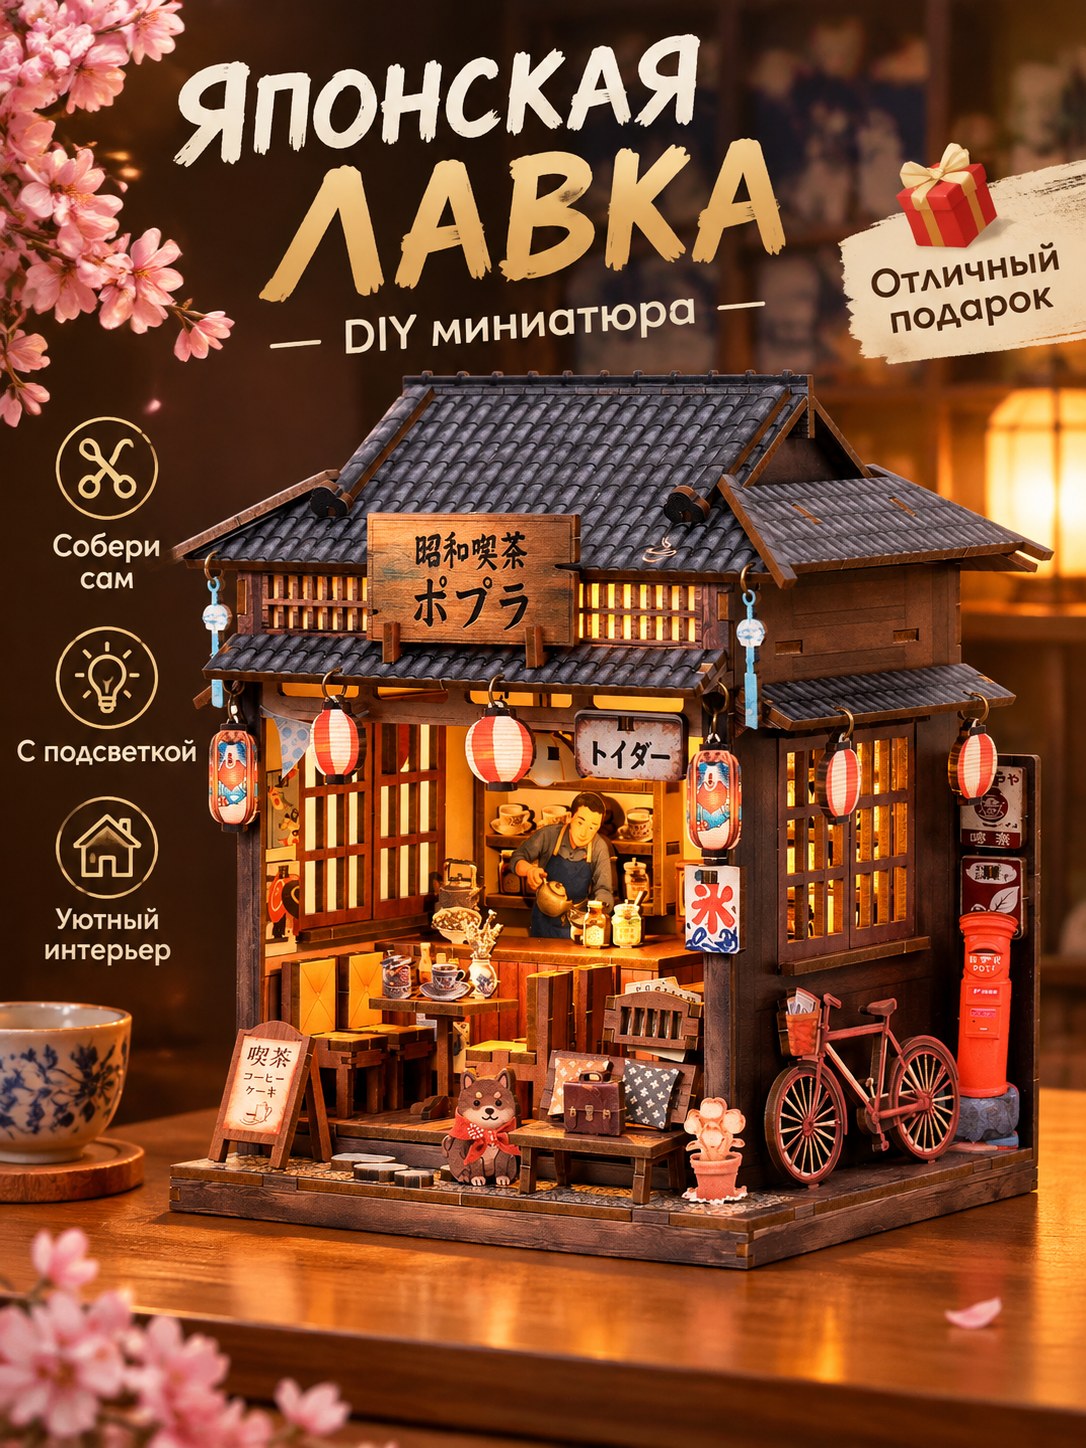 ЯПОНСКАЯ
ЛАВКА
DIY миниатюра
Отличный
подарок
Собери
сам
С подсветкой
Уютный
интерьер
昭和喫茶
ポプラ
トイダー
氷
喫茶
コーヒー
ケーキ
POST